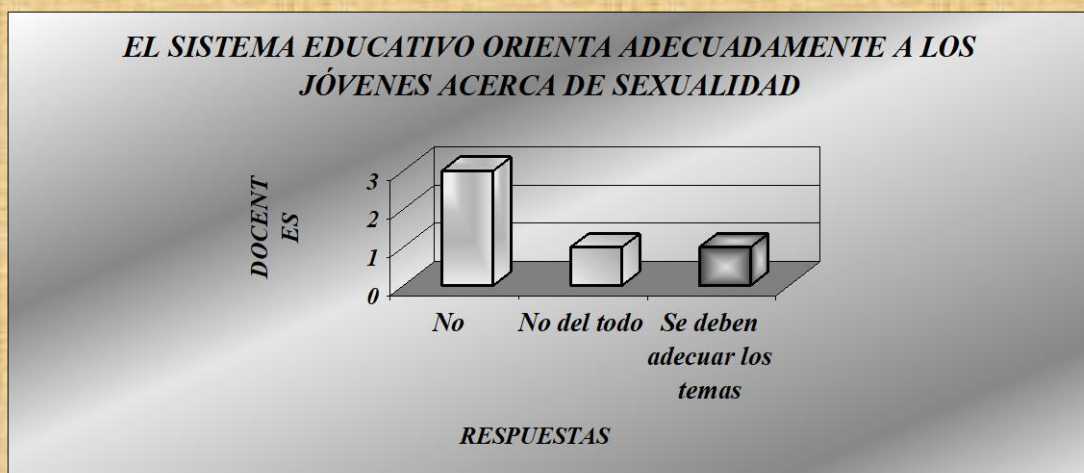 EL SISTEMA EDUCATIVO ORIENTA ADECUADAMENTE A LOS
JÓVENES ACERCA DE SEXUALIDAD
DOCENT
ES
3
2
1
0
No
No del todo
Se deben
adecuar los
temas
RESPUESTAS